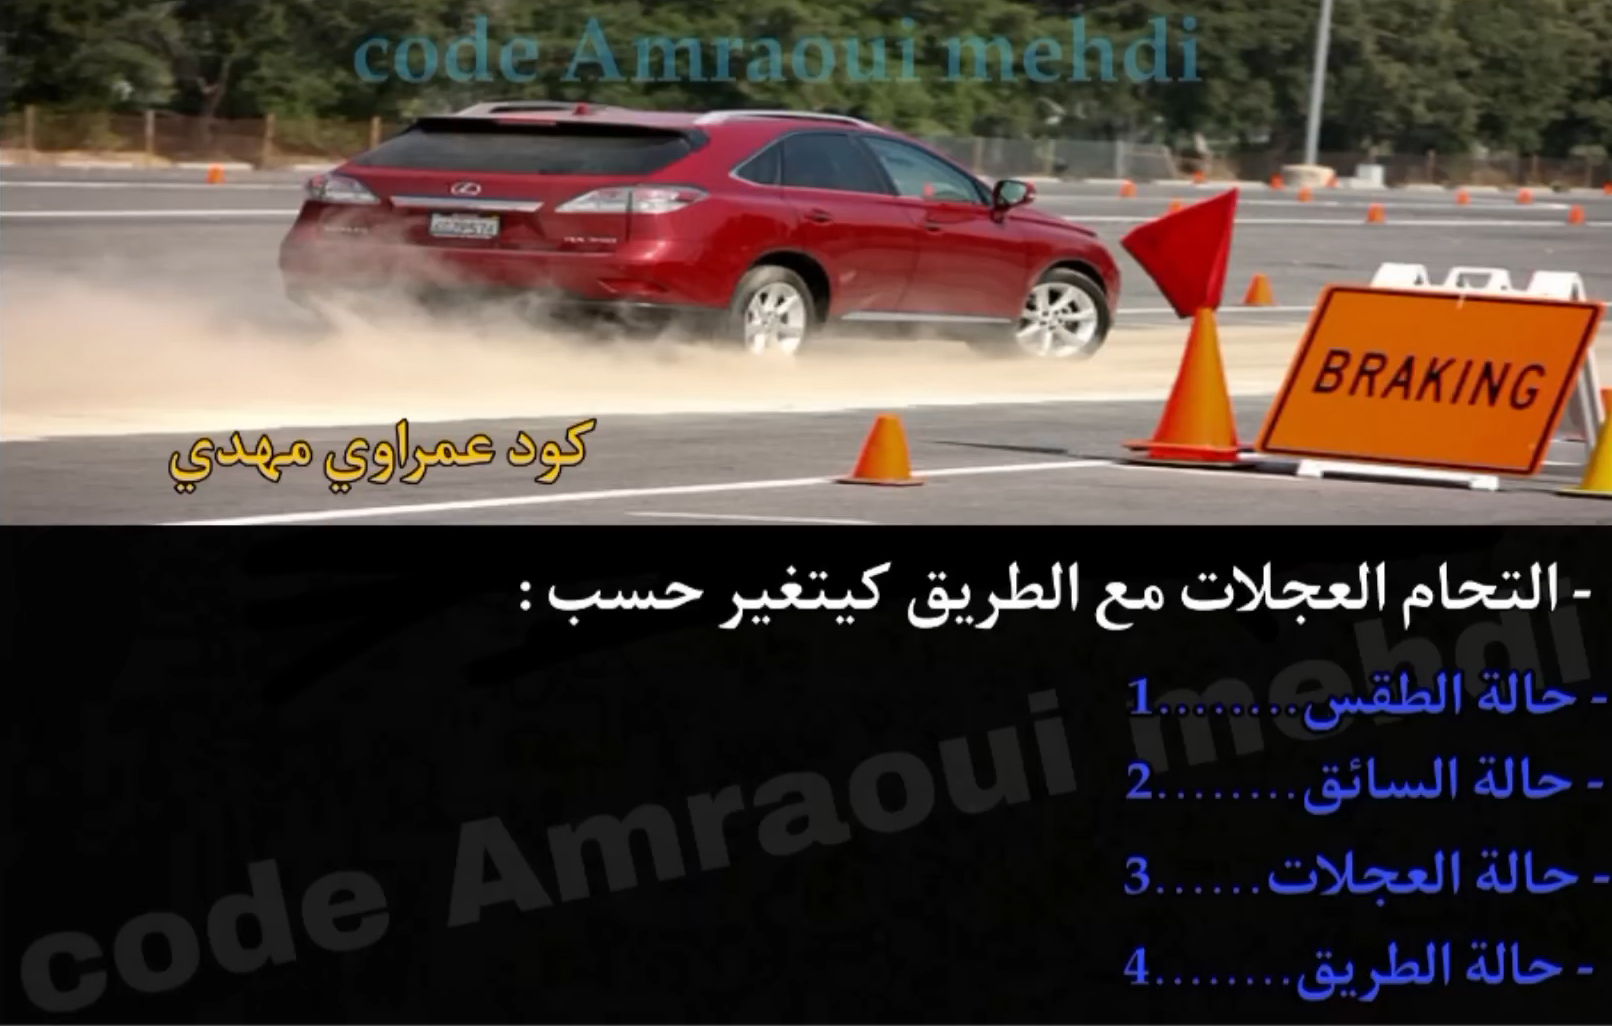 code Amraoui mehdi
BRAKING
كود عمراوي مهدي
- التحام العجلات مع الطريق كيتغير حسب :
- حالة الطقس........1
- حالة السائق........2
- حالة العجلات......3
- حالة الطريق........4
code Amraoui mehdi